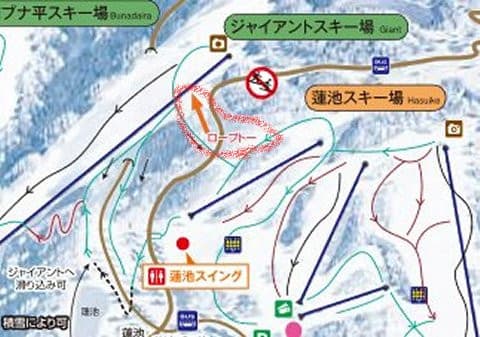 ブナ平スキー場 Bunadaira
ジャイアントスキー場 Giant
BUS
蓮池スキー場 Hasuike
ロープトー
ジャイアントへ
滑り込み可
蓮池スイング
蓮池
積雪により可
蓮池
BUS
P